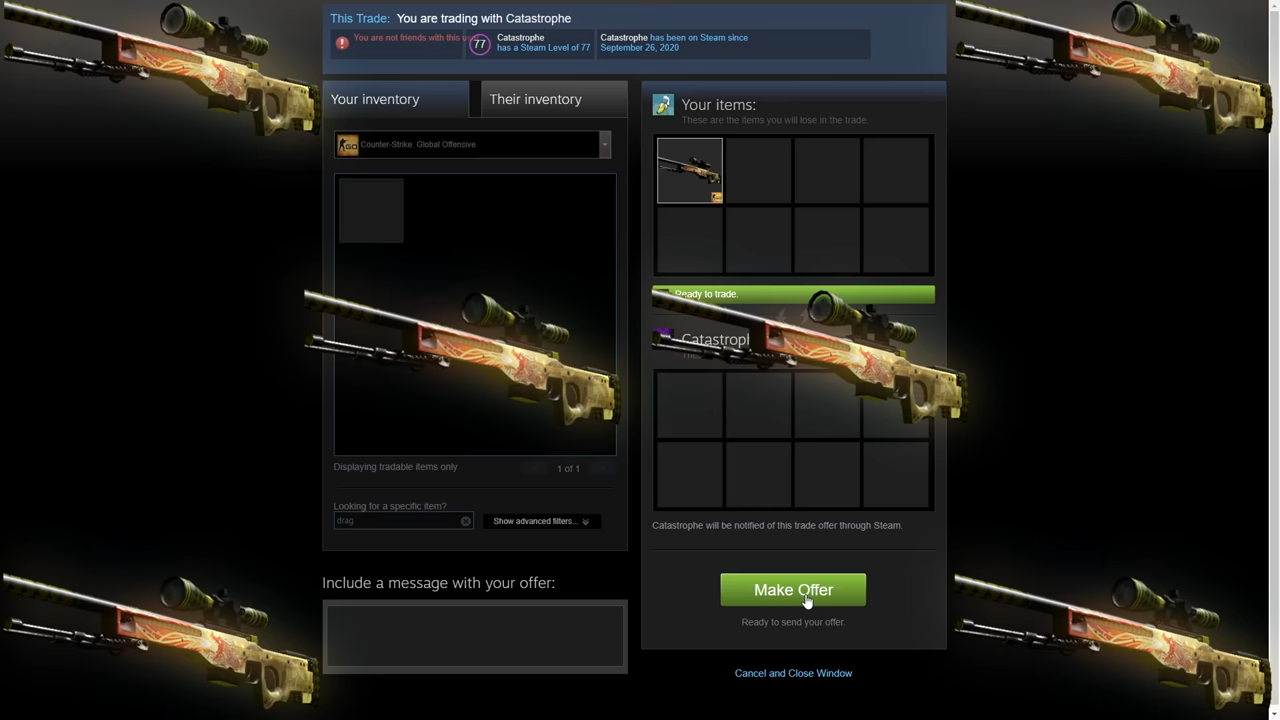 This Trade: You are trading with Catastrophe
You are not friends with this
77
Catastrophe
has a Steam Level of 77
Catastrophe has been on Steam since
September 26, 2020
Your inventory
Their inventory
GO Counter-Strike: Global Offensive
Displaying tradable items only
1 of 1
Looking for a specific item?
drag
Show advanced filters...
Include a message with your offer:
Your items:
These are the items you will lose in the trade.
Ready to trade.
Catastroph
Catastrophe will be notified of this trade offer through Steam.
Make Offer
Ready to send your offer.
Cancel and Close Window